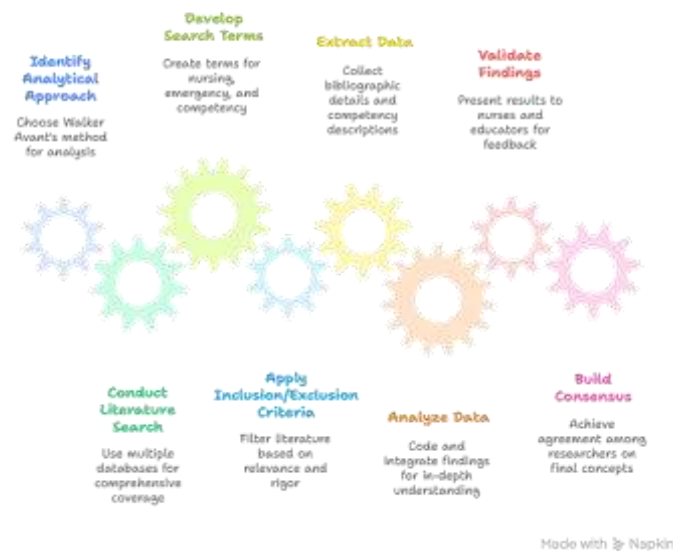 Identify
Analytical
Approach
Choose Walker
Avant's method
for analysis
Conduct
Literature
Search
Use multiple
databases for
comprehensive
coverage
Develop
Search Terms
Create terms for
nursing,
emergency, and
competency
Apply
Inclusion/Exclusion
Criteria
Filter literature
based on
relevance and
rigor
Extract Data
Collect
bibliographic
details and
competency
descriptions
Analyze Data
Code and
integrate findings
for in-depth
understanding
Validate
Findings
Present results to
nurses and
educators for
feedback
Build
Consensus
Achieve
agreement among
researchers on
final concepts
Made with Napkin